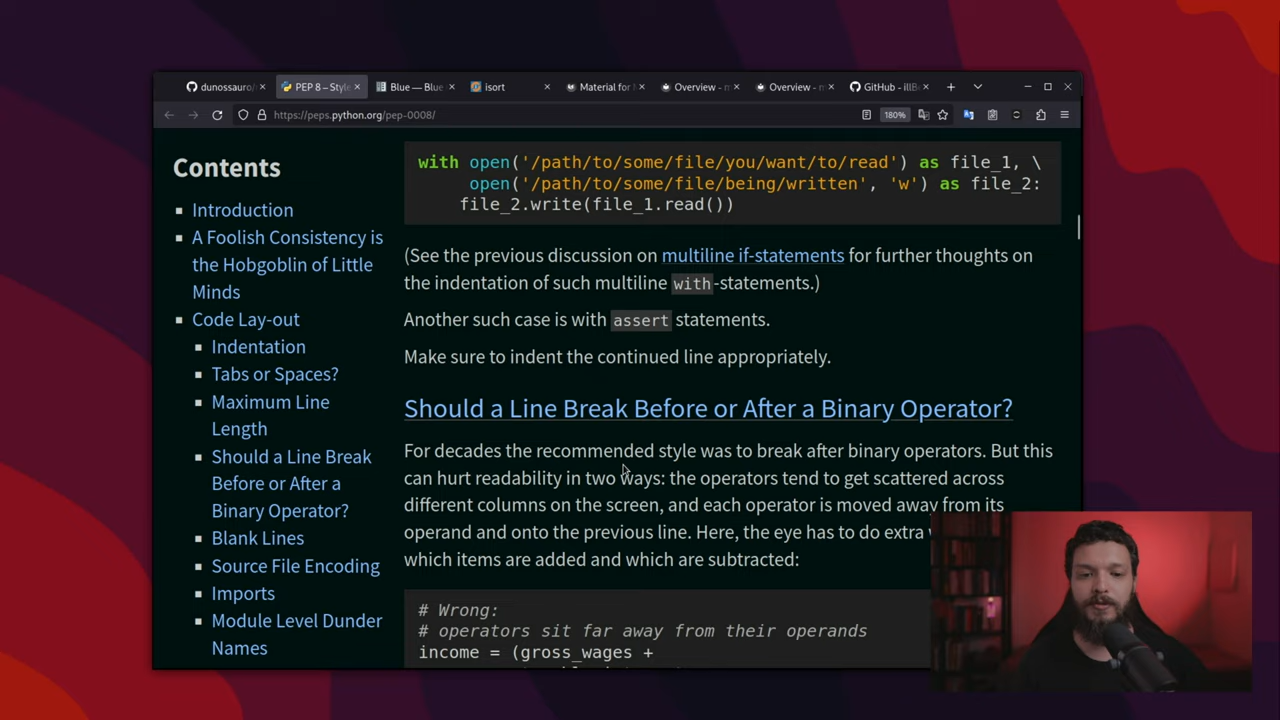 dunossauro/
PEP 8 – Style
Blue — Blue
isort
Material for
Overview - m
Overview - m
GitHub - illB
https://peps.python.org/pep-0008/
180%
Contents
Introduction
A Foolish Consistency is
the Hobgoblin of Little
Minds
Code Lay-out
Indentation
Tabs or Spaces?
Maximum Line
Length
Should a Line Break
Before or After a
Binary Operator?
Blank Lines
Source File Encoding
Imports
Module Level Dunder
Names
with open('/path/to/some/file/you/want/to/read') as file_1, \
open('/path/to/some/file/being/written', 'w') as file_2:
file_2.write(file_1.read())
(See the previous discussion on multiline if-statements for further thoughts on
the indentation of such multiline with-statements.)
Another such case is with assert statements.
Make sure to indent the continued line appropriately.
Should a Line Break Before or After a Binary Operator?
For decades the recommended style was to break after binary operators. But this
can hurt readability in two ways: the operators tend to get scattered across
different columns on the screen, and each operator is moved away from its
operand and onto the previous line. Here, the eye has to do extra
which items are added and which are subtracted:
# Wrong:
# operators sit far away from their operands
income = (gross_wages +